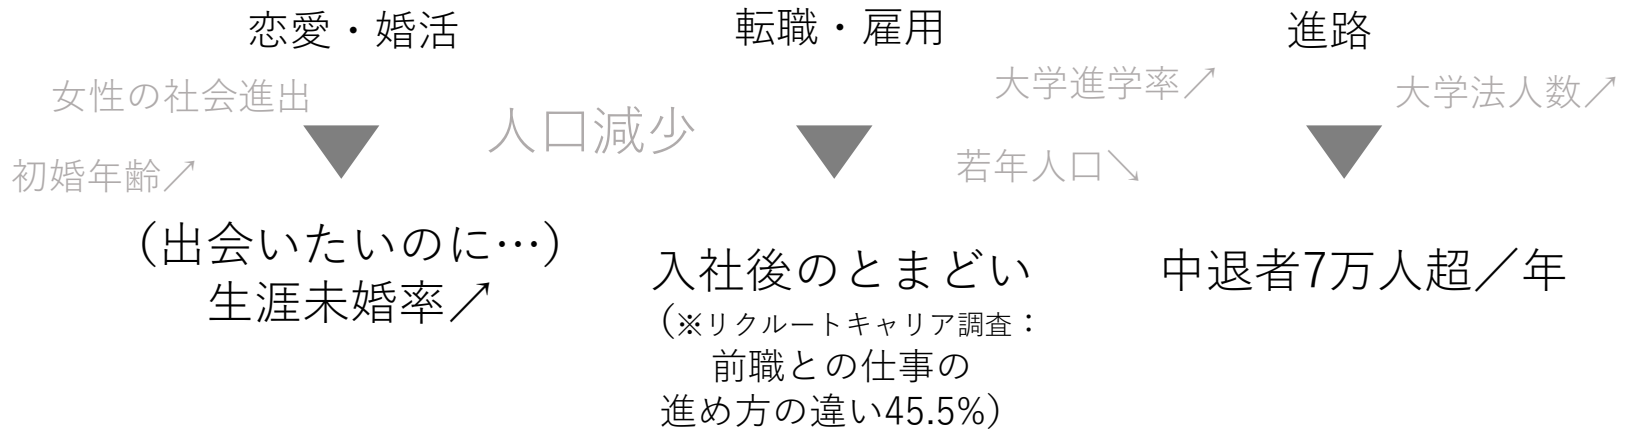 恋愛・婚活
転職・雇用
進路
女性の社会進出
初婚年齢↗
人口減少
大学進学率↗
若年人口↘
大学法人数↗
(出会いたいのに…)
生涯未婚率↗
入社後のとまどい
(※リクルートキャリア調査:
前職との仕事の
進め方の違い45.5%)
中退者7万人超／年